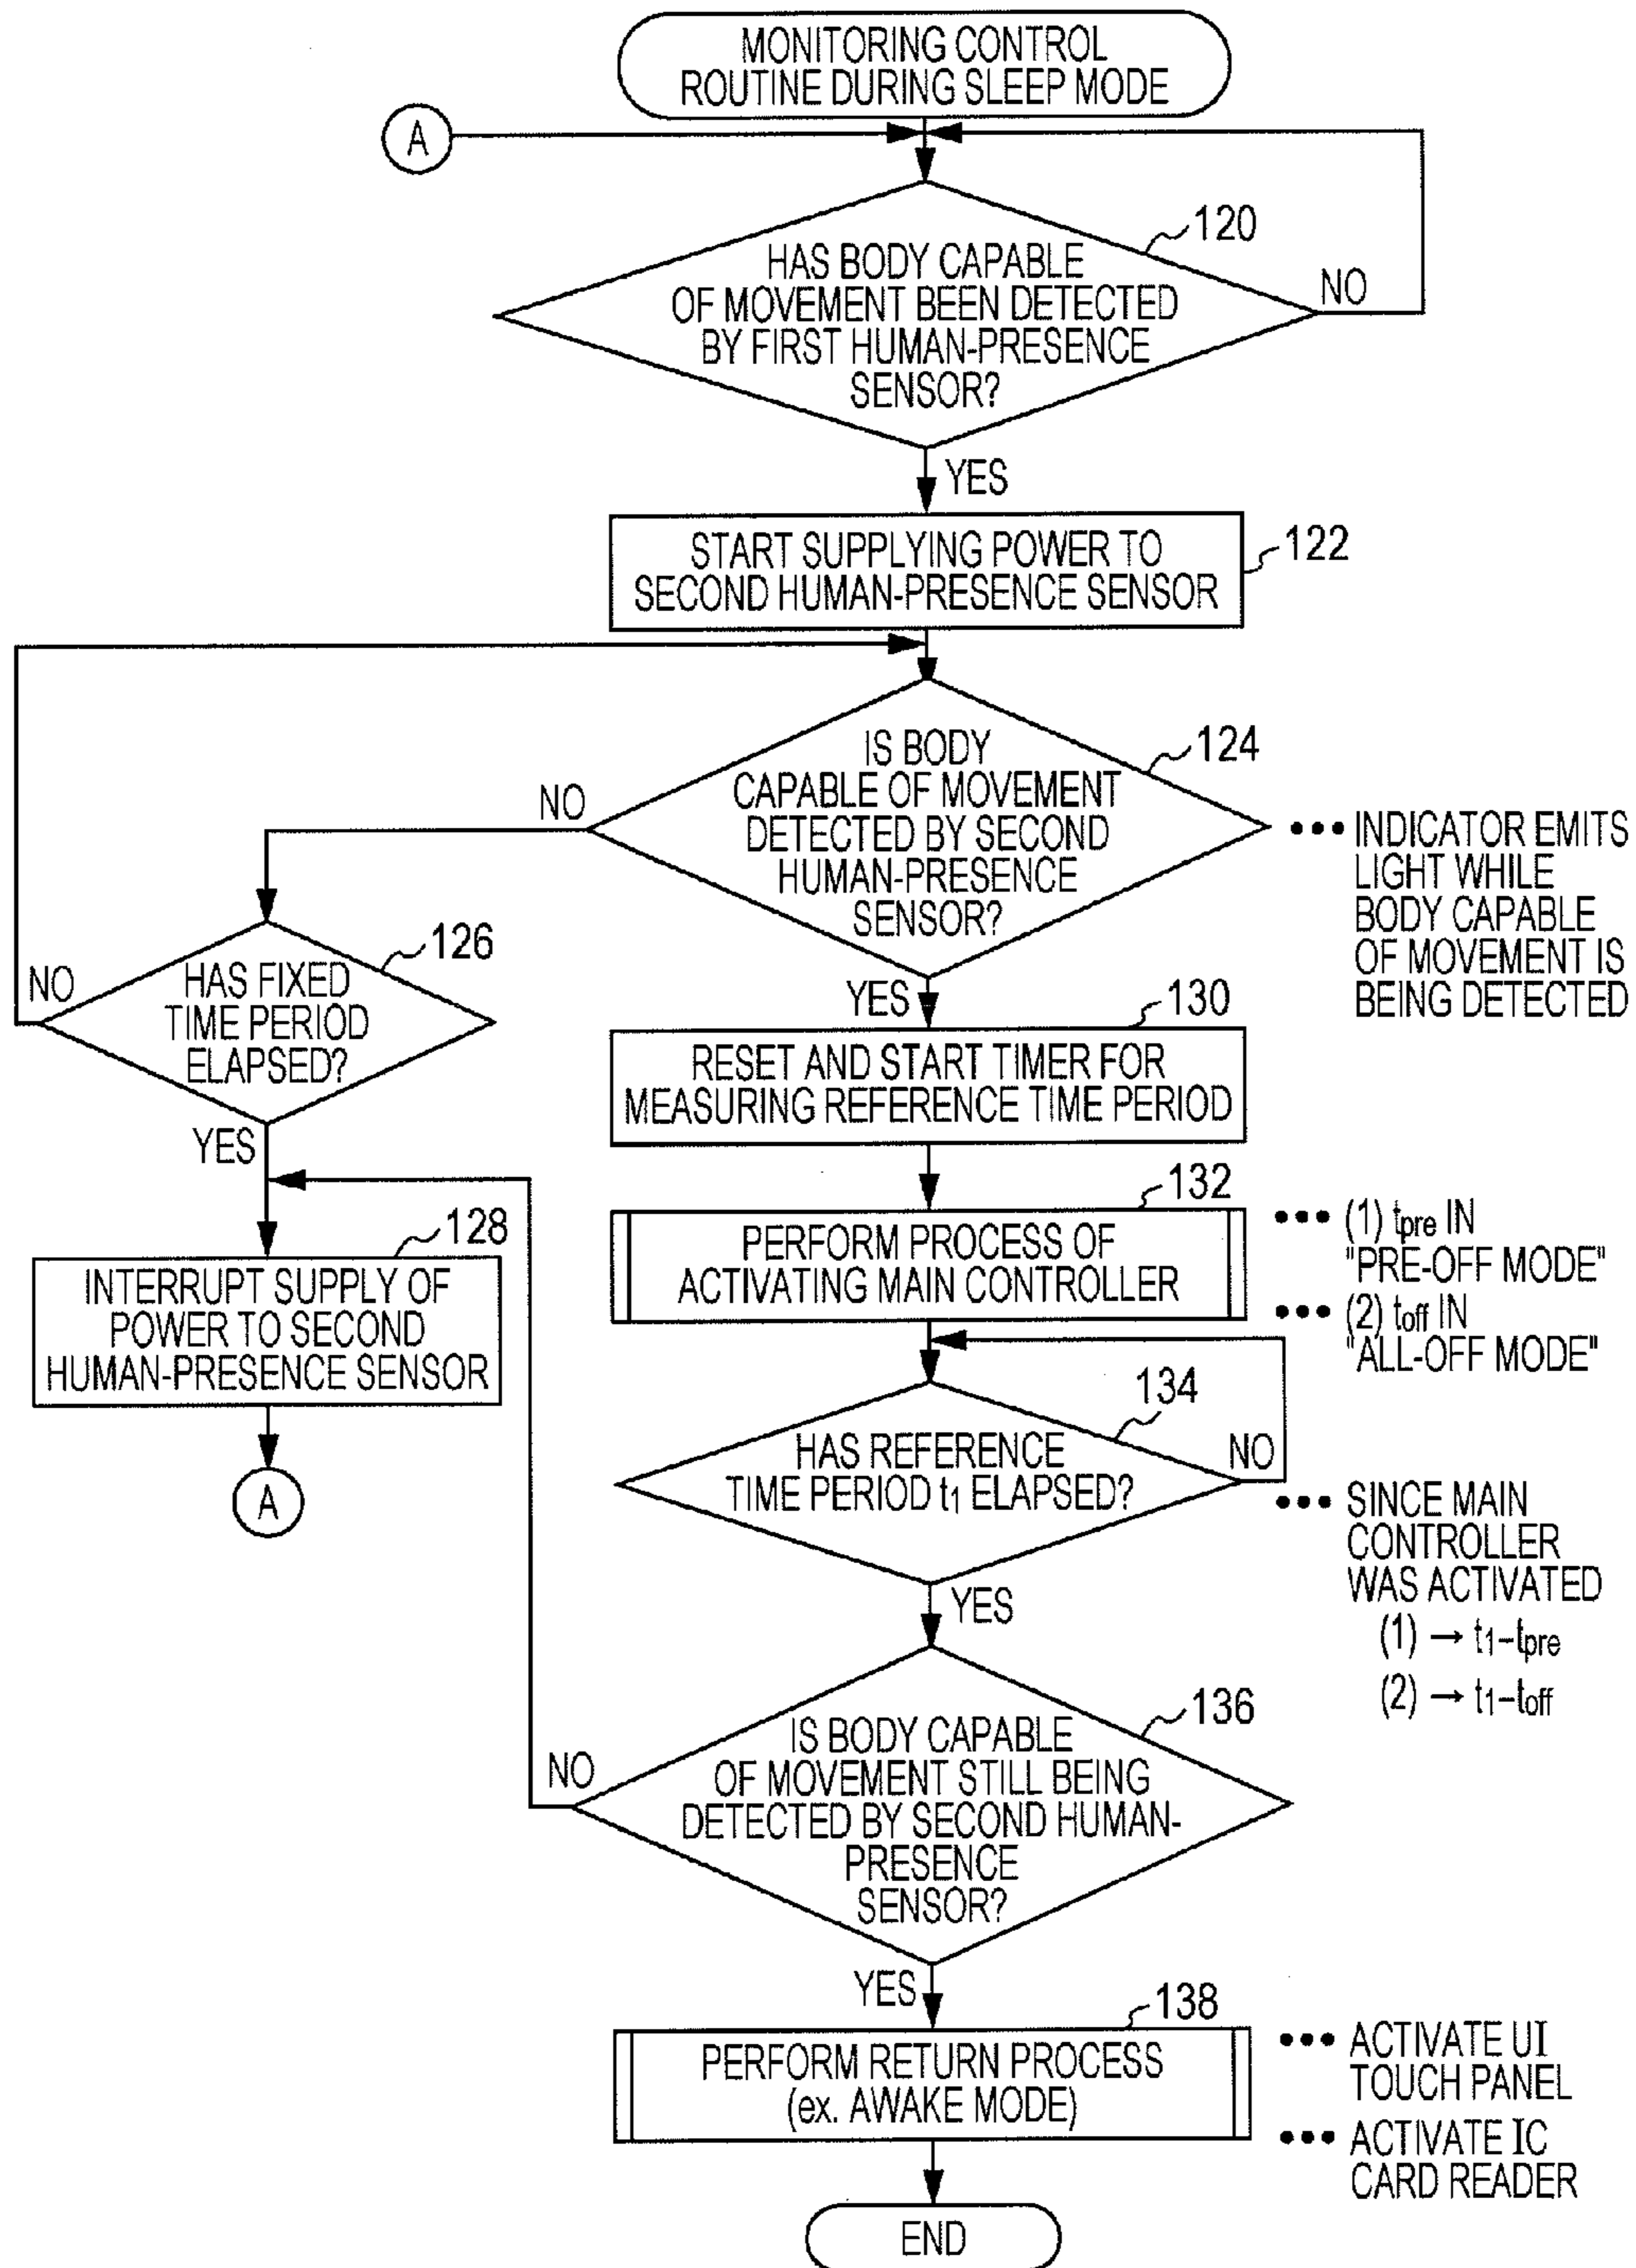 MONITORING CONTROL
ROUTINE DURING SLEEP MODE
A
120
HAS BODY CAPABLE
OF MOVEMENT BEEN DETECTED
BY FIRST HUMAN-PRESENCE
SENSOR?
NO
YES
START SUPPLYING POWER TO
SECOND HUMAN-PRESENCE SENSOR
122
124
IS BODY
CAPABLE OF MOVEMENT
DETECTED BY SECOND
HUMAN-PRESENCE
SENSOR?
NO
••• INDICATOR EMITS
LIGHT WHILE
BODY CAPABLE
OF MOVEMENT IS
BEING DETECTED
126
HAS FIXED
TIME PERIOD
ELAPSED?
NO
YES
YES
130
RESET AND START TIMER FOR
MEASURING REFERENCE TIME PERIOD
128
INTERRUPT SUPPLY OF
POWER TO SECOND
HUMAN-PRESENCE SENSOR
A
132
PERFORM PROCESS OF
ACTIVATING MAIN CONTROLLER
••• (1) tpre IN
"PRE-OFF MODE"
••• (2) toff IN
"ALL-OFF MODE"
134
HAS REFERENCE
TIME PERIOD t1 ELAPSED?
NO
••• SINCE MAIN
CONTROLLER
WAS ACTIVATED
(1) → t1–tpre
(2) → t1–toff
YES
136
IS BODY CAPABLE
OF MOVEMENT STILL BEING
DETECTED BY SECOND HUMAN-
PRESENCE
SENSOR?
NO
YES
138
PERFORM RETURN PROCESS
(ex. AWAKE MODE)
••• ACTIVATE UI
TOUCH PANEL
••• ACTIVATE IC
CARD READER
END